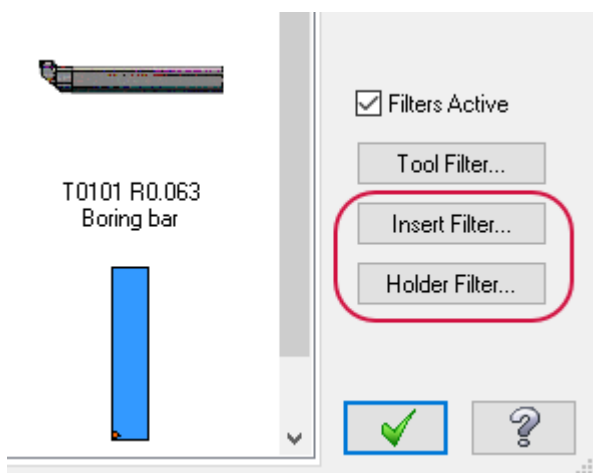 T0101 R0.063
Boring bar
Filters Active
Tool Filter...
Insert Filter...
Holder Filter...